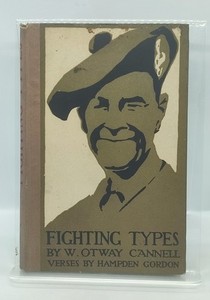 FIGHTING TYPES
BY W. OTWAY CANNELL
VERSES BY HAMPDEN GORDON